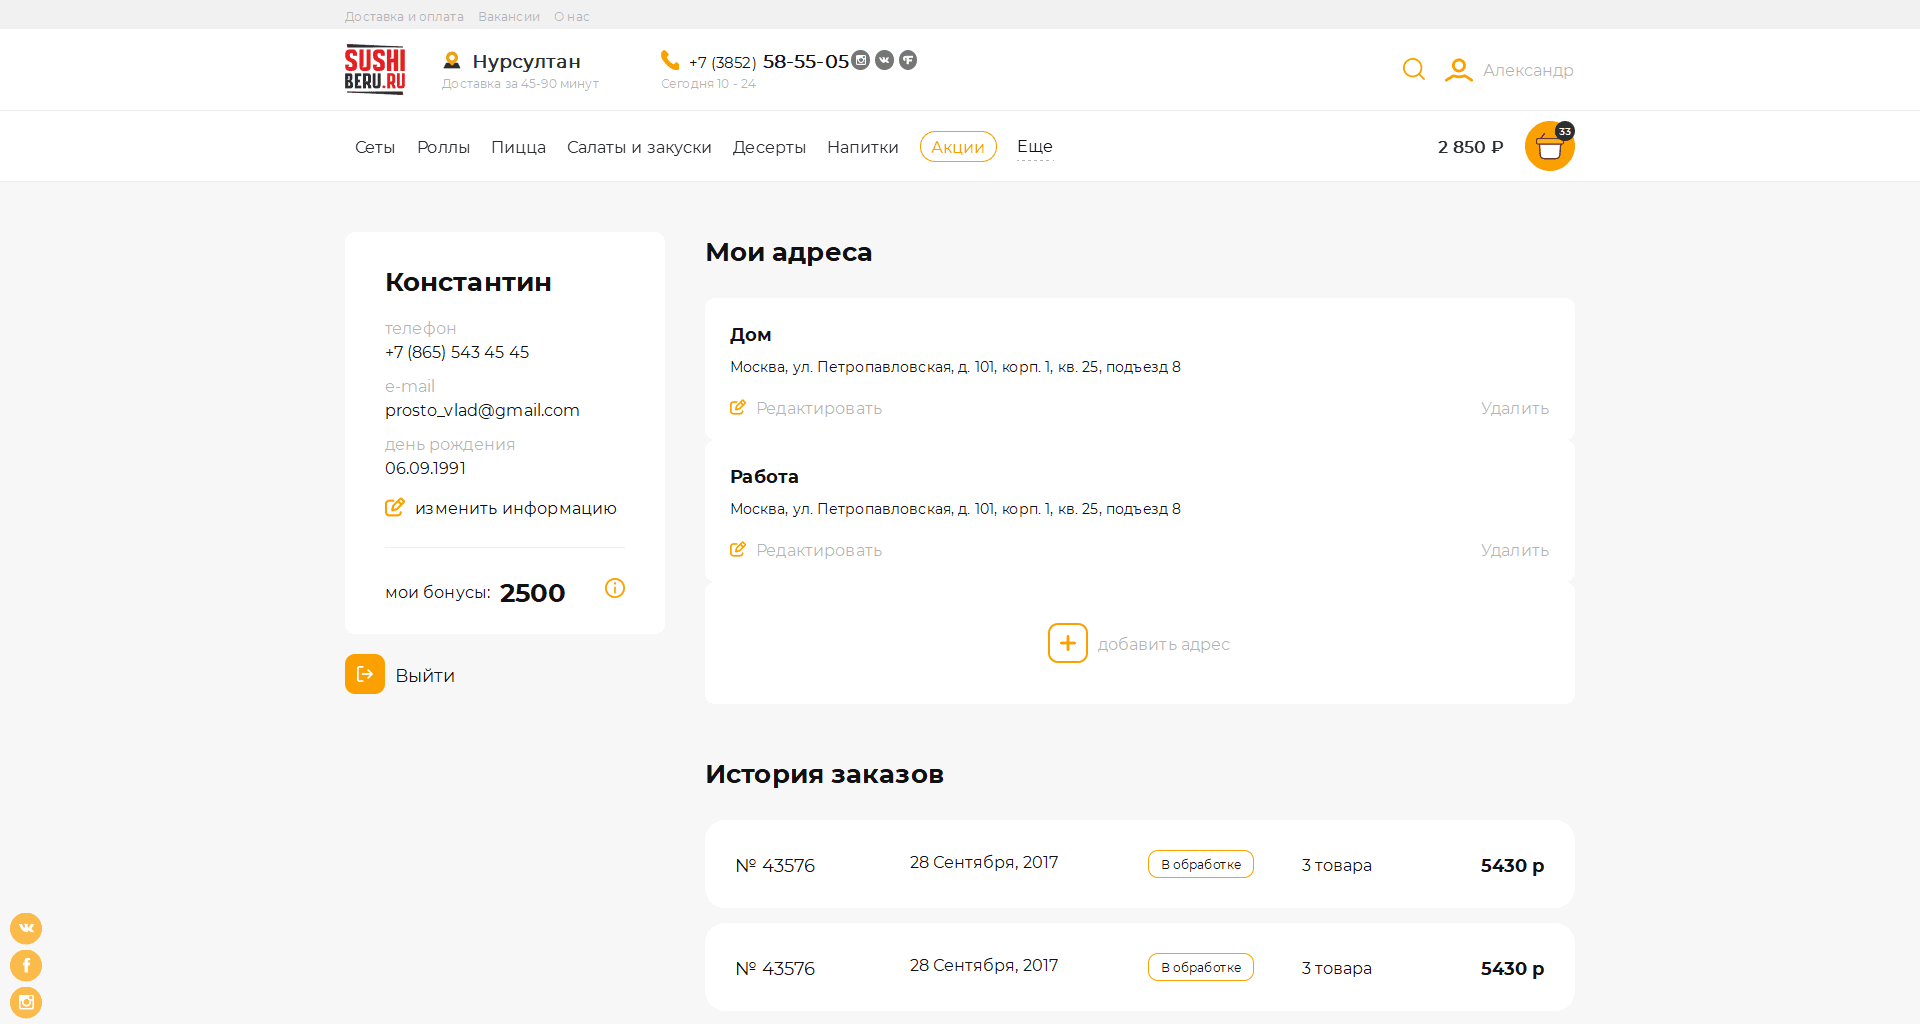 Доставка и оплата Вакансии О нас
SUSHI
BERU.RU
Нурсултан
Доставка за 45-90 минут
+7 (3852) 58-55-05
Сегодня 10 - 24
Александр
Сеты Роллы Пицца Салаты и закуски Десерты Напитки Акции Еще
2 850 ₽
33
Константин
телефон
+7 (865) 543 45 45
e-mail
prosto_vlad@gmail.com
день рождения
06.09.1991
изменить информацию
мои бонусы: 2500
Выйти
Мои адреса
Дом
Москва, ул. Петропавловская, д. 101, корп. 1, кв. 25, подъезд 8
Редактировать Удалить
Работа
Москва, ул. Петропавловская, д. 101, корп. 1, кв. 25, подъезд 8
Редактировать Удалить
добавить адрес
История заказов
№ 43576 28 Сентября, 2017 В обработке 3 товара 5430 р
№ 43576 28 Сентября, 2017 В обработке 3 товара 5430 р